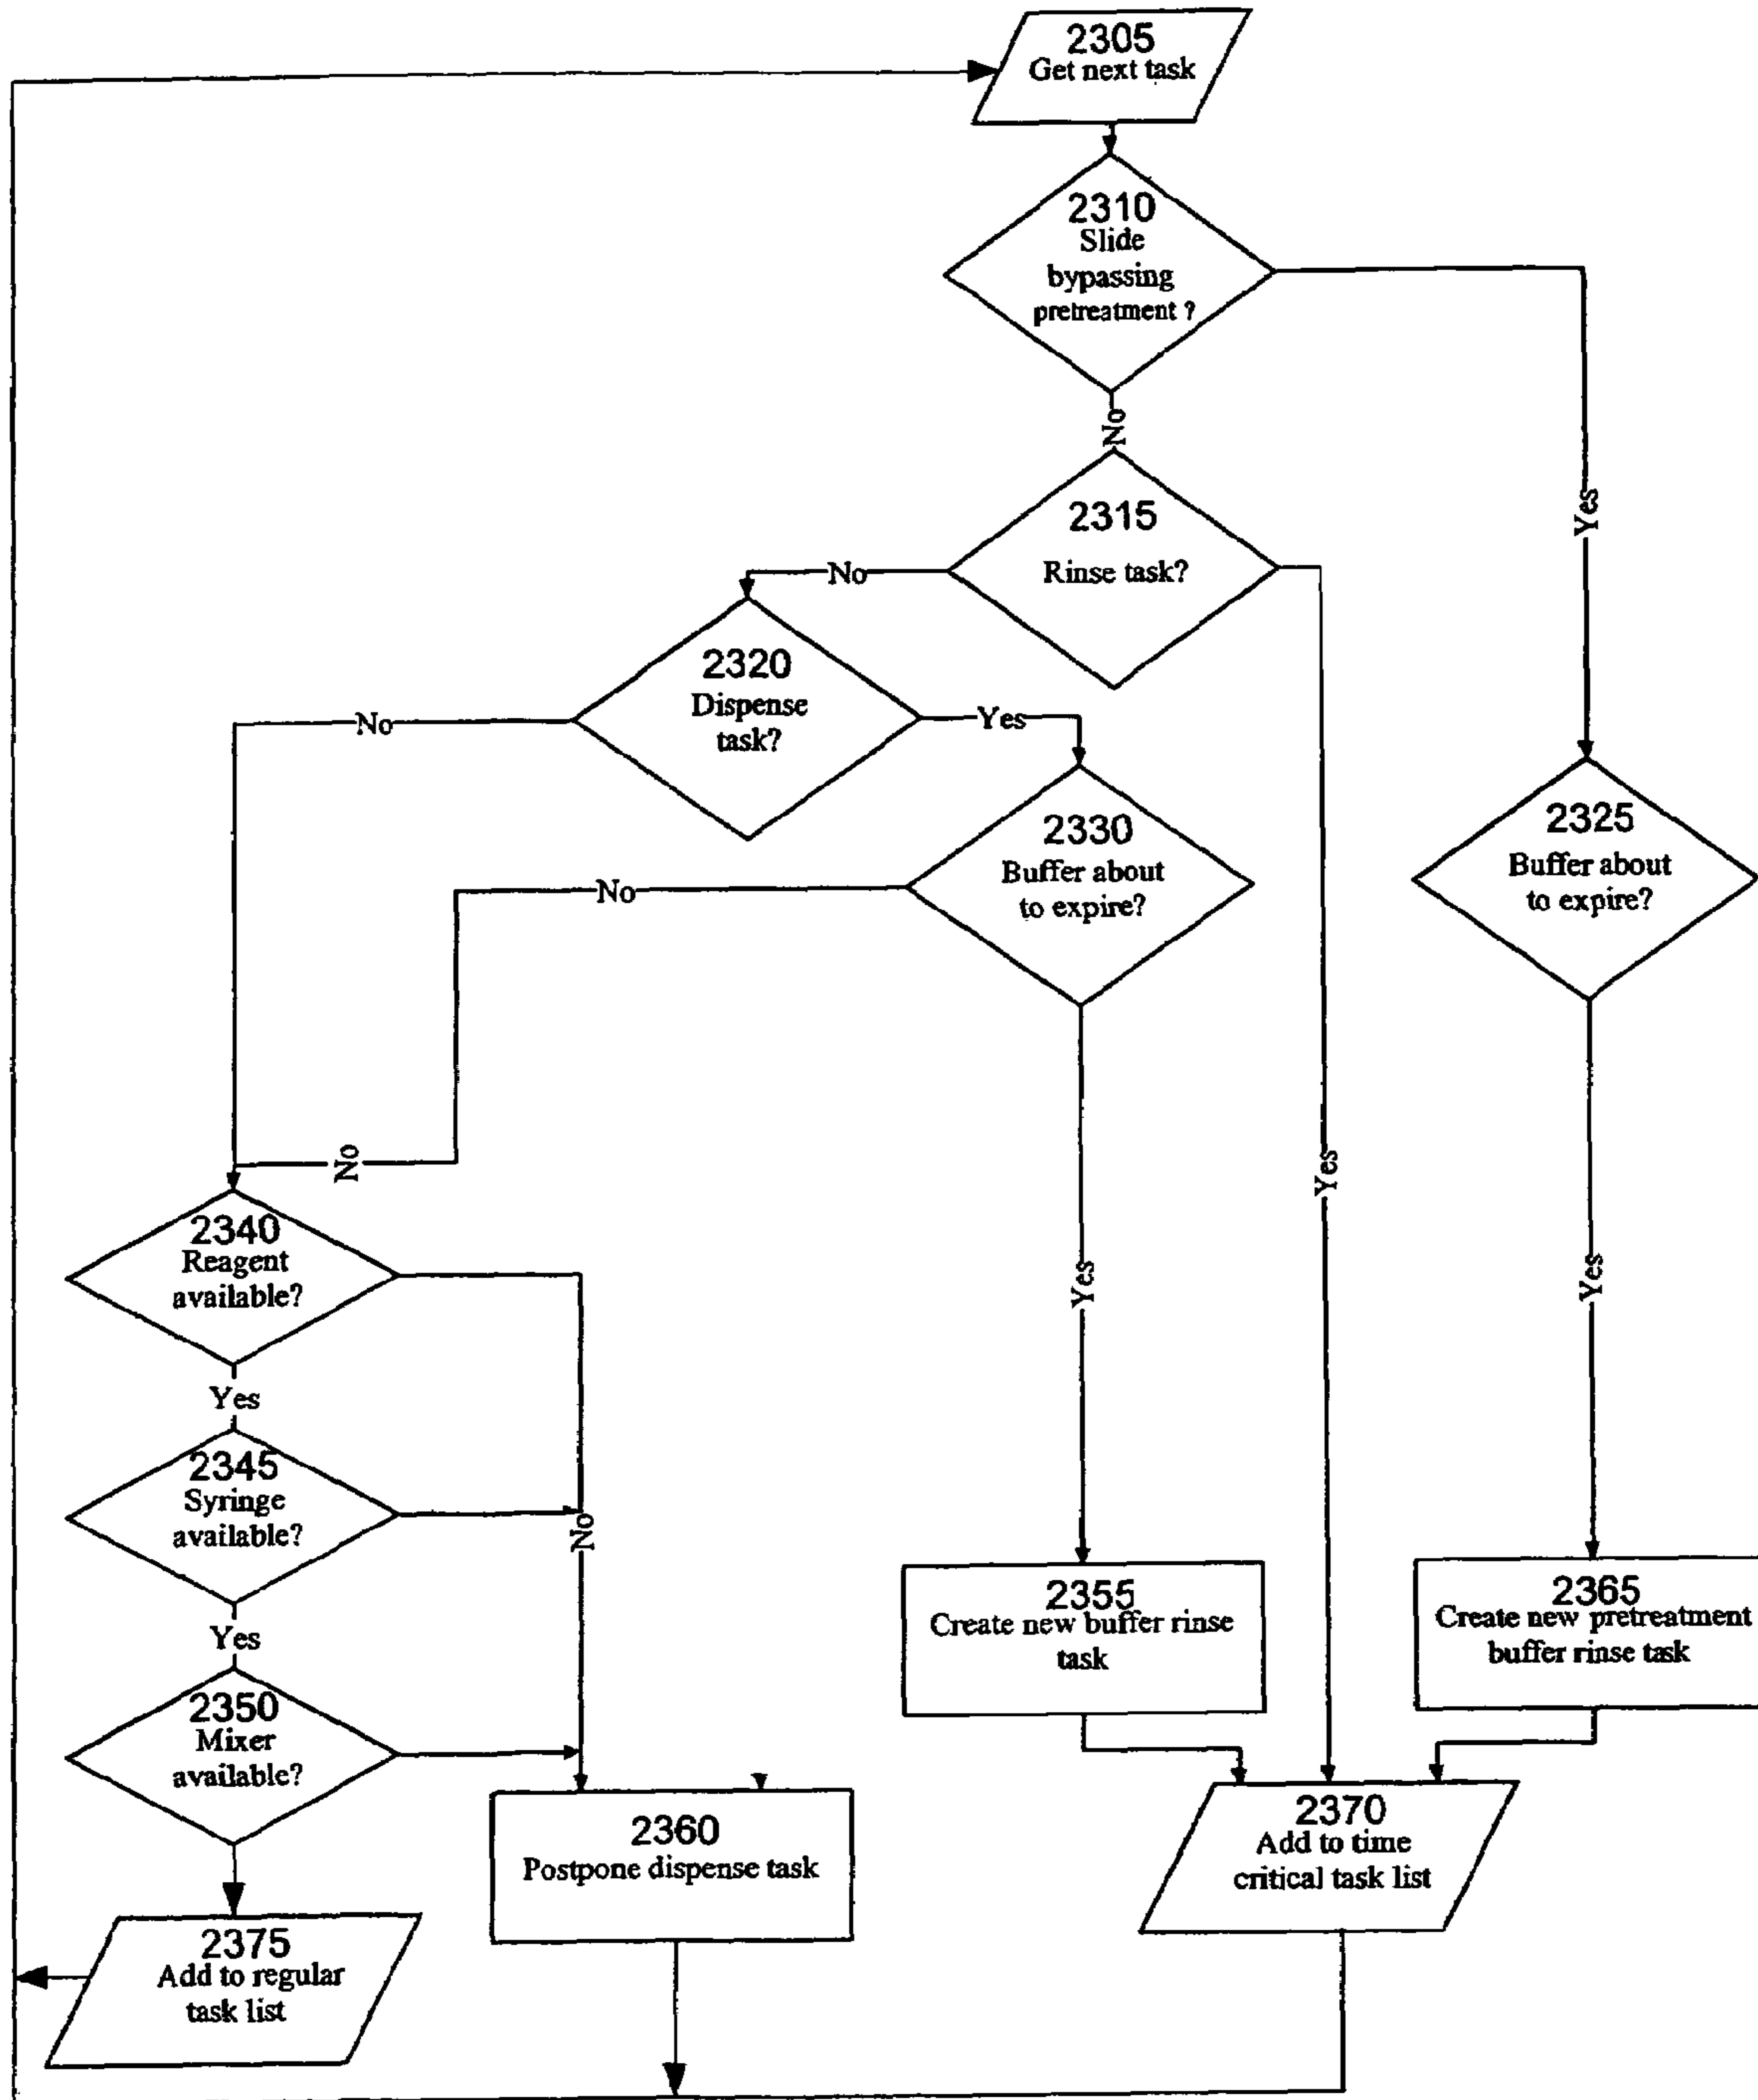 2305
Get next task
2310
Slide
bypassing
pretreatment ?
No
Yes
2315
Rinse task?
No
2320
Dispense
task?
No
Yes
2330
Buffer about
to expire?
No
2325
Buffer about
to expire?
No
Yes
2340
Reagent
available?
Yes
Yes
Yes
2345
Syringe
available?
No
Yes
2350
Mixer
available?
2355
Create new buffer rinse
task
2365
Create new pretreatment
buffer rinse task
2360
Postpone dispense task
2370
Add to time
critical task list
2375
Add to regular
task list